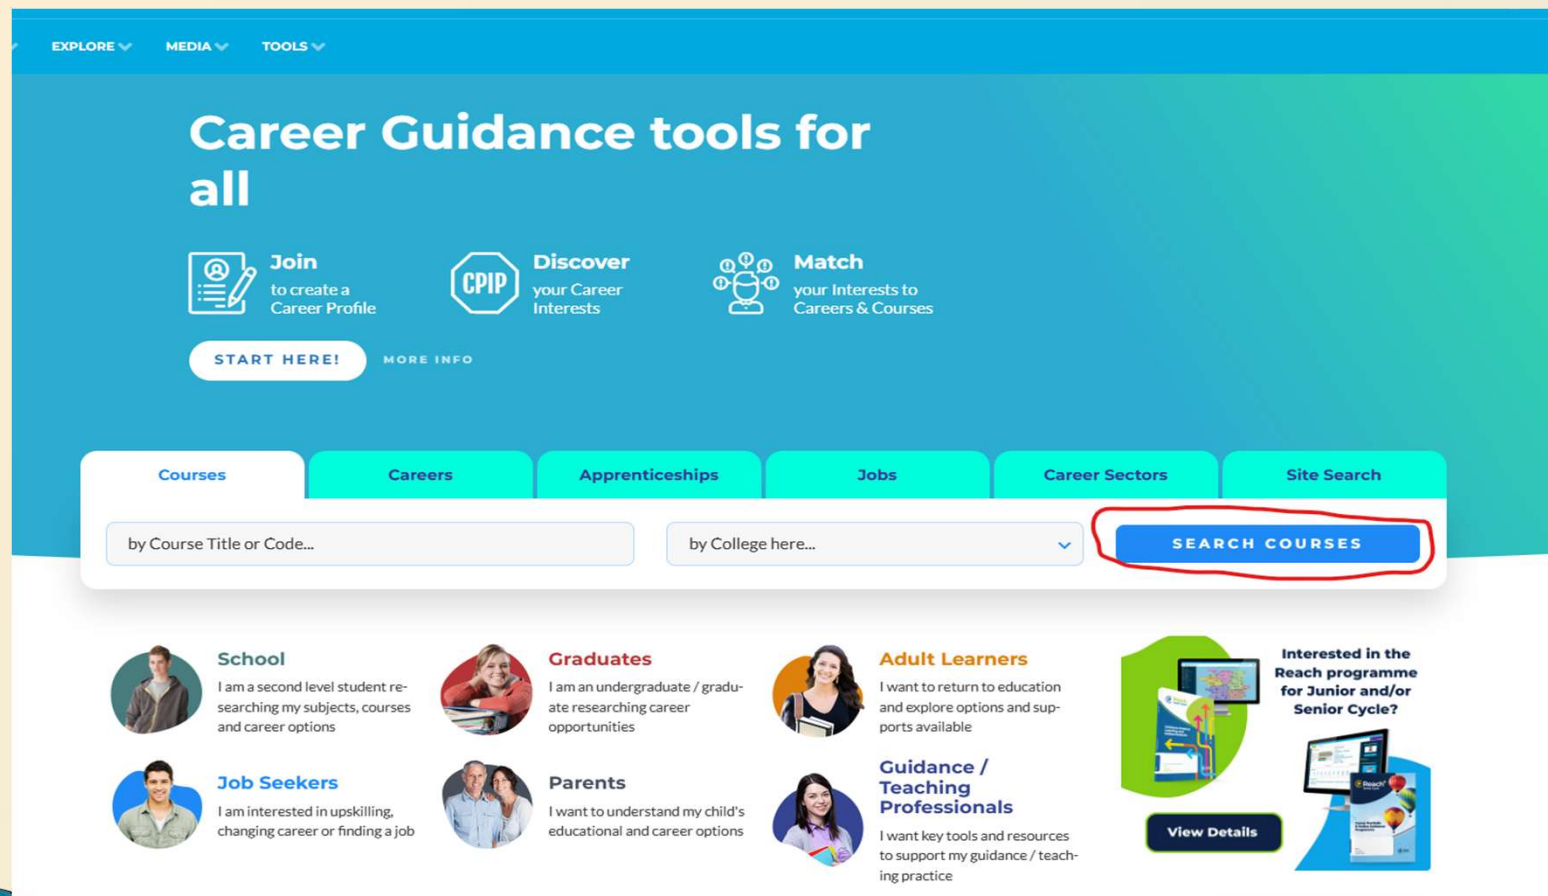 EXPLORE MEDIA TOOLS
Career Guidance tools for
all
Join
to create a
Career Profile
CPIP
Discover
your Career
Interests
Match
your Interests to
Careers & Courses
START HERE! MORE INFO
Courses Careers Apprenticeships Jobs Career Sectors Site Search
by Course Title or Code... by College here... SEARCH COURSES
School
I am a second level student re-
searching my subjects, courses
and career options
Graduates
I am an undergraduate / gradu-
ate researching career
opportunities
Adult Learners
I want to return to education
and explore options and sup-
ports available
Interested in the
Reach programme
for Junior and/or
Senior Cycle?
Job Seekers
I am interested in upskilling,
changing career or finding a job
Parents
I want to understand my child's
educational and career options
Guidance /
Teaching
Professionals
I want key tools and resources
to support my guidance / teach-
ing practice
Reach+
View Details